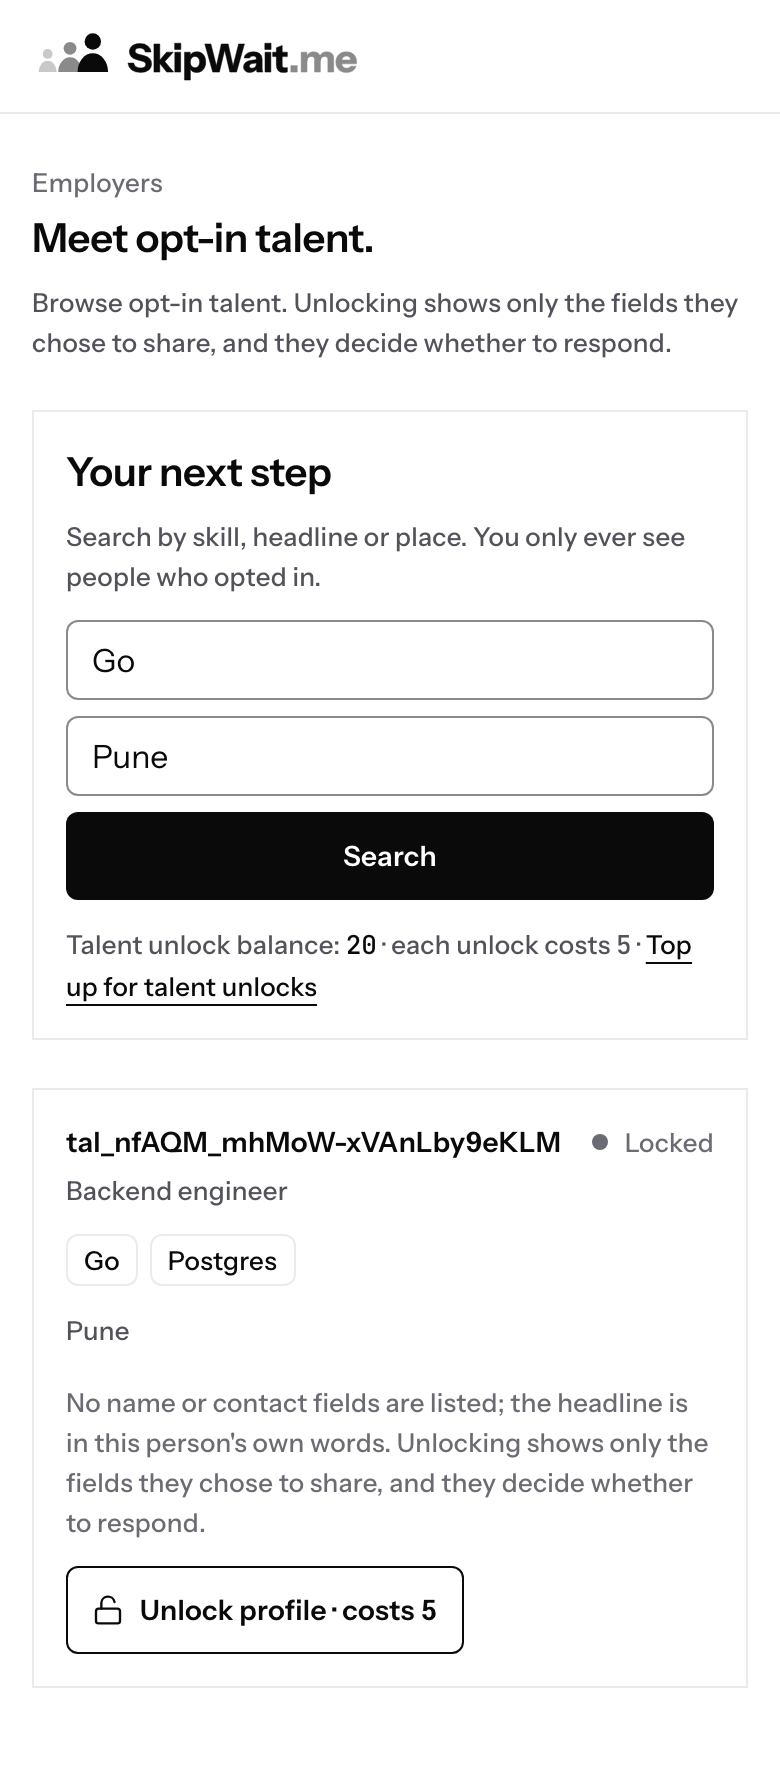 SkipWait.me
Employers
Meet opt-in talent.
Browse opt-in talent. Unlocking shows only the fields they
chose to share, and they decide whether to respond.
Your next step
Search by skill, headline or place. You only ever see
people who opted in.
Go
Pune
Search
Talent unlock balance: 20 · each unlock costs 5 · Top
up for talent unlocks
tal_nfAQM_mhMoW-xVAnLby9eKLM Locked
Backend engineer
Go Postgres
Pune
No name or contact fields are listed; the headline is
in this person's own words. Unlocking shows only the
fields they chose to share, and they decide whether
to respond.
Unlock profile · costs 5